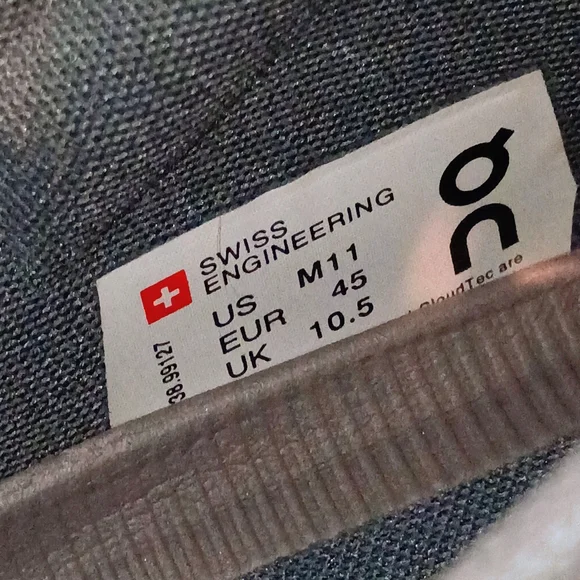 SWISS
ENGINEERING
US M11
EUR 45
UK 10.5
38.99127
On
CloudTec are